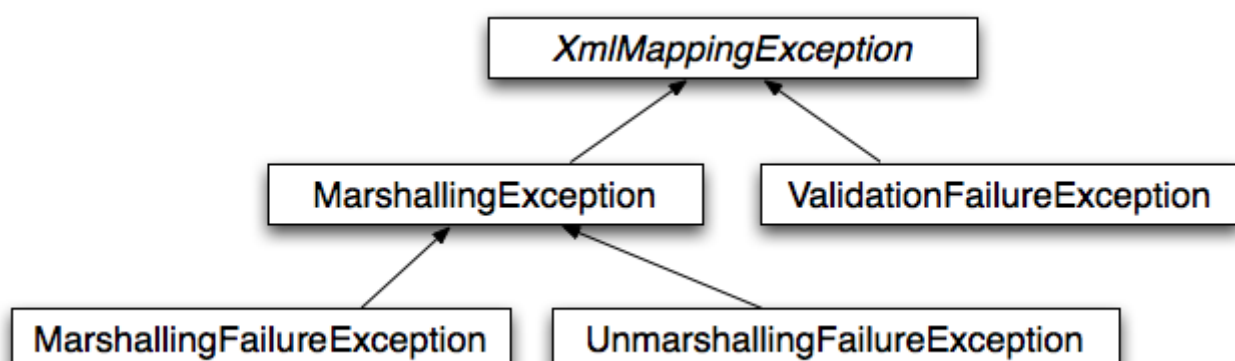 XmlMappingException
MarshallingException
ValidationFailureException
MarshallingFailureException
UnmarshallingFailureException